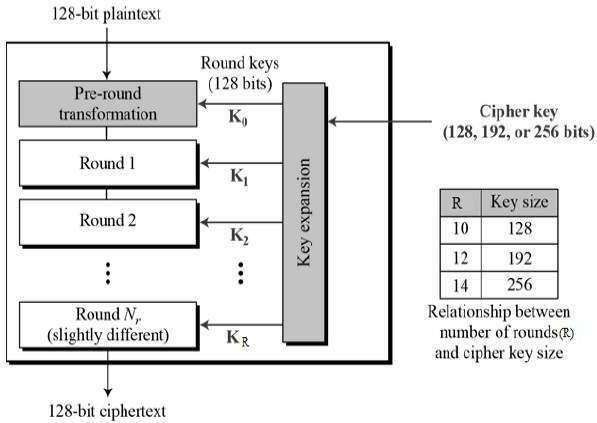 128-bit plaintext
Round keys
(128 bits)
Pre-round
transformation
K0
Cipher key
(128, 192, or 256 bits)
Round 1
K1
Key expansion
Round 2
K2
R Key size
10 128
12 192
14 256
Relationship between
number of rounds(R)
and cipher key size
Round Nr
(slightly different)
KR
128-bit ciphertext